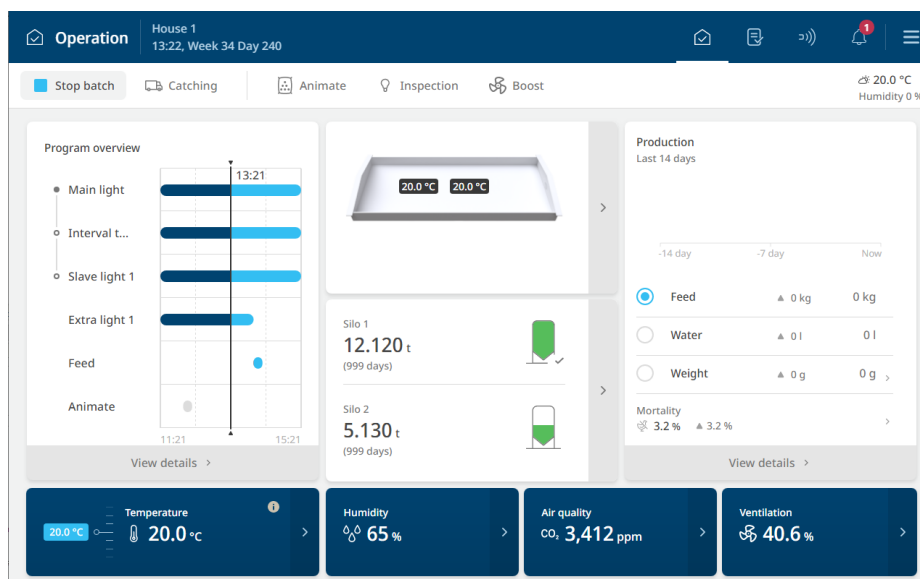 Operation
House 1
13:22, Week 34 Day 240
1
Stop batch
Catching
Animate
Inspection
Boost
20.0 °C
Humidity 0 %
Program overview
13:21
Main light
Interval t...
Slave light 1
Extra light 1
Feed
Animate
11:21 15:21
View details
20.0 °C 20.0 °C
Silo 1
12.120 t
(999 days)
Silo 2
5.130 t
(999 days)
Production
Last 14 days
-14 day -7 day Now
Feed ▲ 0 kg 0 kg
Water ▲ 0 l 0 l
Weight ▲ 0 g 0 g
Mortality
3.2 % ▲ 3.2 %
View details
Temperature
20.0 °C
20.0 °C
Humidity
65 %
Air quality
CO₂ 3,412 ppm
Ventilation
40.6 %